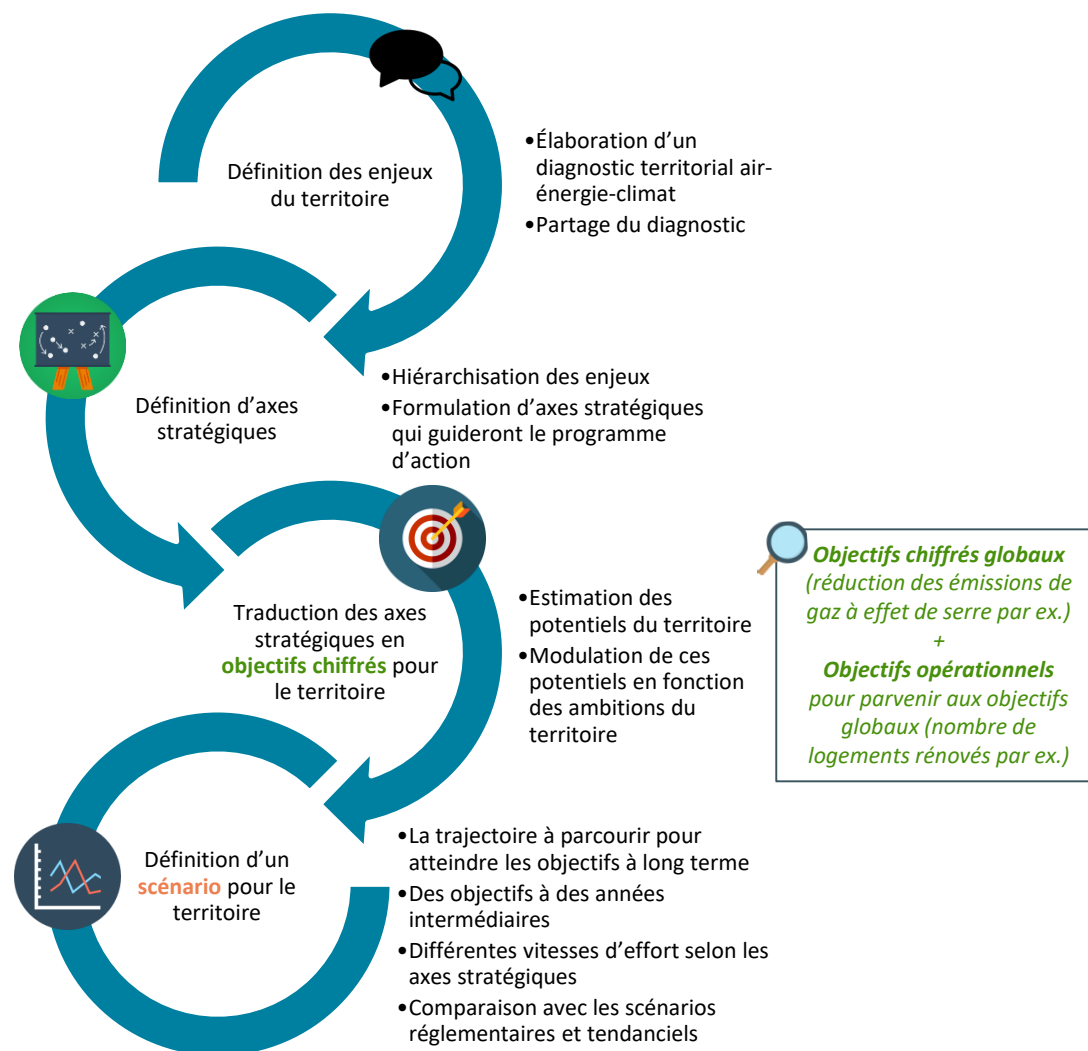 Définition des enjeux
du territoire
•Élaboration d’un
diagnostic territorial air-
énergie-climat
•Partage du diagnostic
Définition d’axes
stratégiques
•Hiérarchisation des enjeux
•Formulation d’axes stratégiques
qui guideront le programme
d’action
Traduction des axes
stratégiques en
objectifs chiffrés pour
le territoire
•Estimation des
potentiels du territoire
•Modulation de ces
potentiels en fonction
des ambitions du
territoire
Objectifs chiffrés globaux
(réduction des émissions de
gaz à effet de serre par ex.)
+
Objectifs opérationnels
pour parvenir aux objectifs
globaux (nombre de
logements rénovés par ex.)
Définition d’un
scénario pour le
territoire
•La trajectoire à parcourir pour
atteindre les objectifs à long terme
•Des objectifs à des années
intermédiaires
•Différentes vitesses d’effort selon les
axes stratégiques
•Comparaison avec les scénarios
réglementaires et tendanciels